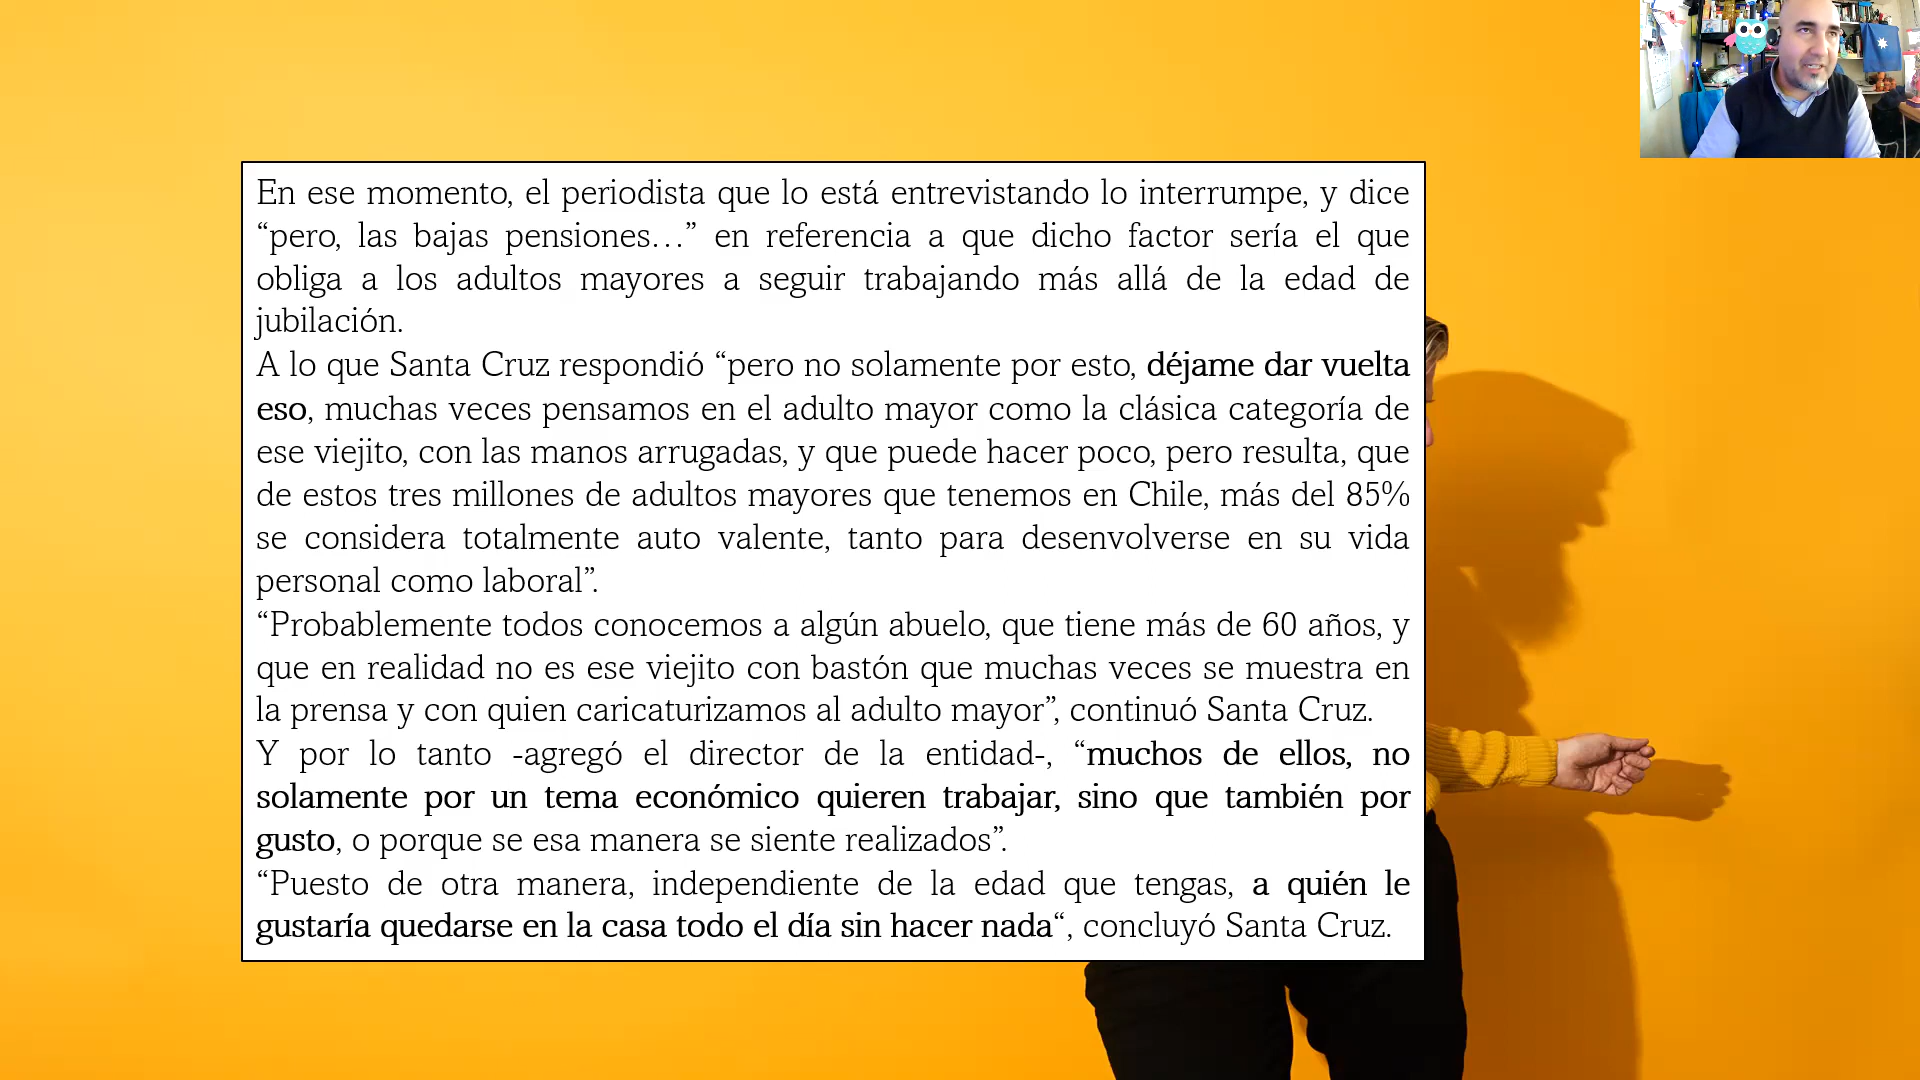 En ese momento, el periodista que lo está entrevistando lo interrumpe, y dice
“pero, las bajas pensiones…” en referencia a que dicho factor sería el que
obliga a los adultos mayores a seguir trabajando más allá de la edad de
jubilación.
A lo que Santa Cruz respondió “pero no solamente por esto, déjame dar vuelta
eso, muchas veces pensamos en el adulto mayor como la clásica categoría de
ese viejito, con las manos arrugadas, y que puede hacer poco, pero resulta, que
de estos tres millones de adultos mayores que tenemos en Chile, más del 85%
se considera totalmente auto valente, tanto para desenvolverse en su vida
personal como laboral”.
“Probablemente todos conocemos a algún abuelo, que tiene más de 60 años, y
que en realidad no es ese viejito con bastón que muchas veces se muestra en
la prensa y con quien caricaturizamos al adulto mayor”, continuó Santa Cruz.
Y por lo tanto -agregó el director de la entidad-, “muchos de ellos, no
solamente por un tema económico quieren trabajar, sino que también por
gusto, o porque se esa manera se siente realizados”.
“Puesto de otra manera, independiente de la edad que tengas, a quién le
gustaría quedarse en la casa todo el día sin hacer nada“, concluyó Santa Cruz.